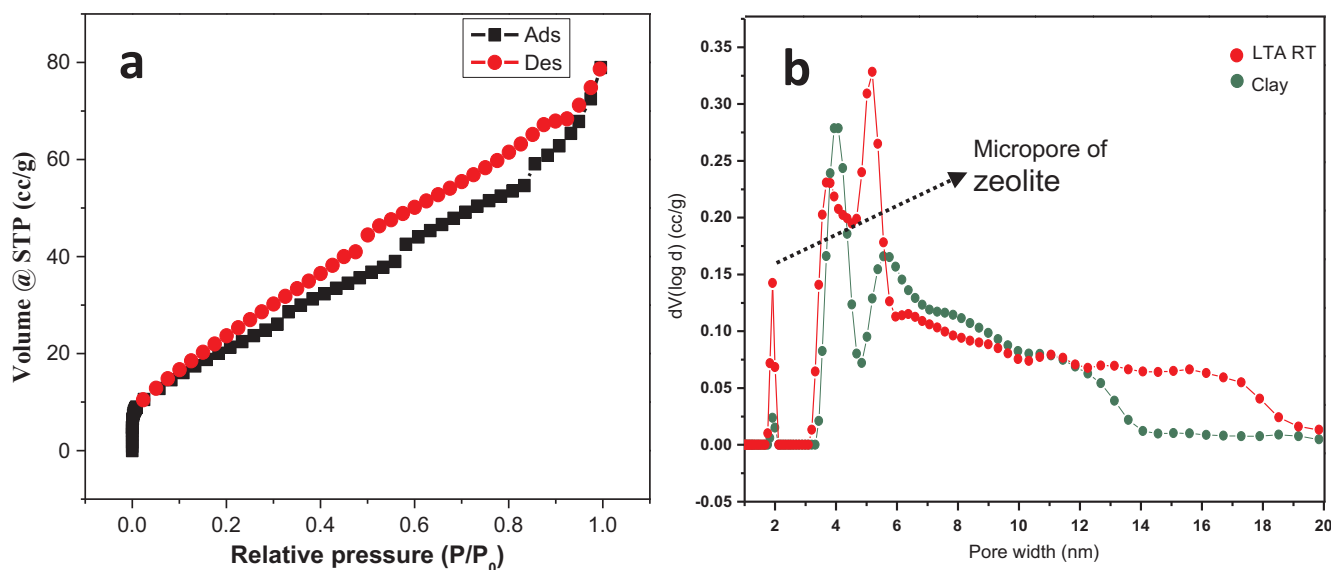 a
Ads
Des
80
60
40
20
0
Volume @ STP (cc/g)
0.0 0.2 0.4 0.6 0.8 1.0
Relative pressure (P/P0)
b
LTA RT
Clay
Micropore of
zeolite
0.35
0.30
0.25
0.20
0.15
0.10
0.05
0.00
-0.05
dV(log d) (cc/g)
2 4 6 8 10 12 14 16 18 20
Pore width (nm)